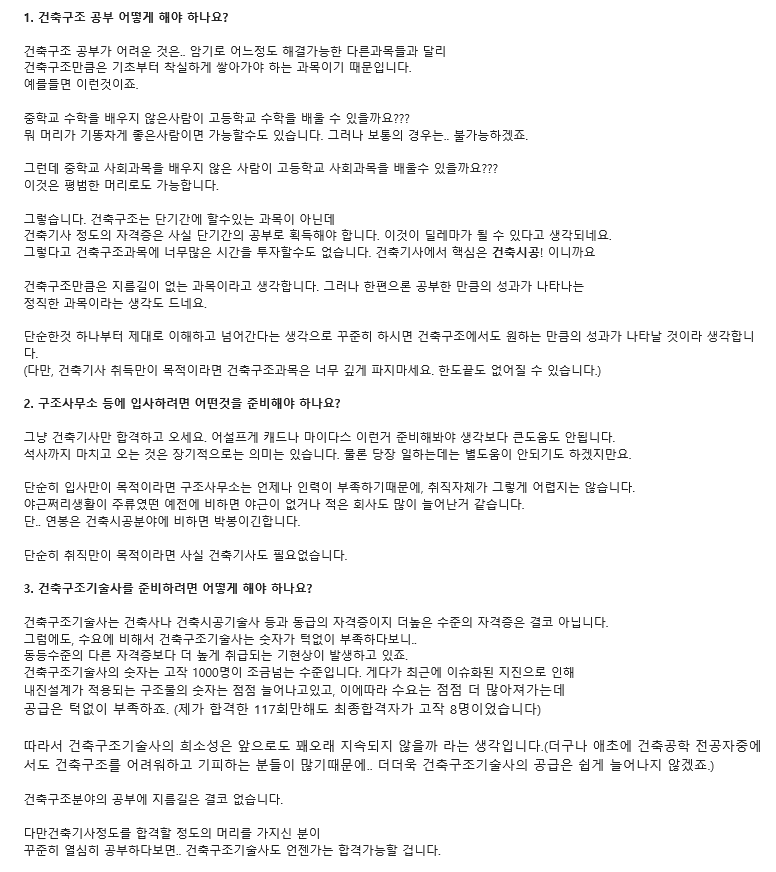 1. 건축구조 공부 어떻게 해야 하나요?
건축구조 공부가 어려운 것은.. 암기로 어느정도 해결가능한 다른과목들과 달리
건축구조만큼은 기초부터 착실하게 쌓아가야 하는 과목이기 때문입니다.
예를들면 이런것이죠.
중학교 수학을 배우지 않은사람이 고등학교 수학을 배울 수 있을까요???
뭐 머리가 기똥차게 좋은사람이면 가능할수도 있습니다. 그러나 보통의 경우는.. 불가능하겠죠.
그런데 중학교 사회과목을 배우지 않은 사람이 고등학교 사회과목을 배울수 있을까요???
이것은 평범한 머리로도 가능합니다.
그렇습니다. 건축구조는 단기간에 할수있는 과목이 아닌데
건축기사 정도의 자격증은 사실 단기간의 공부로 획득해야 합니다. 이것이 딜레마가 될 수 있다고 생각되네요.
그렇다고 건축구조과목에 너무많은 시간을 투자할수도 없습니다. 건축기사에서 핵심은 건축시공! 이니까요
건축구조만큼은 지름길이 없는 과목이라고 생각합니다. 그러나 한편으론 공부한 만큼의 성과가 나타나는
정직한 과목이라는 생각도 드네요.
단순한것 하나부터 제대로 이해하고 넘어간다는 생각으로 꾸준히 하시면 건축구조에서도 원하는 만큼의 성과가 나타날 것이라 생각합니
다.
(다만, 건축기사 취득만이 목적이라면 건축구조과목은 너무 깊게 파지마세요. 한도끝도 없어질 수 있습니다.)
2. 구조사무소 등에 입사하려면 어떤것을 준비해야 하나요?
그냥 건축기사만 합격하고 오세요. 어설프게 캐드나 마이다스 이런거 준비해봐야 생각보다 큰도움도 안됩니다.
석사까지 마치고 오는 것은 장기적으로는 의미는 있습니다. 물론 당장 일하는데는 별도움이 안되기도 하겠지만요.
단순히 입사만이 목적이라면 구조사무소는 언제나 인력이 부족하기때문에, 취직자체가 그렇게 어렵지는 않습니다.
야근쩌리생활이 주류였던 예전에 비하면 야근이 없거나 적은 회사도 많이 늘어난거 같습니다.
단.. 연봉은 건축시공분야에 비하면 박봉이긴합니다.
단순히 취직만이 목적이라면 사실 건축기사도 필요없습니다.
3. 건축구조기술사를 준비하려면 어떻게 해야 하나요?
건축구조기술사는 건축사나 건축시공기술사 등과 동급의 자격증이지 더높은 수준의 자격증은 결코 아닙니다.
그럼에도, 수요에 비해서 건축구조기술사는 숫자가 턱없이 부족하다보니..
동등수준의 다른 자격증보다 더 높게 취급되는 기현상이 발생하고 있죠.
건축구조기술사의 숫자는 고작 1000명이 조금넘는 수준입니다. 게다가 최근에 이슈화된 지진으로 인해
내진설계가 적용되는 구조물의 숫자는 점점 늘어나고있고, 이에따라 수요는 점점 더 많아져가는데
공급은 턱없이 부족하죠. (제가 합격한 117회만해도 최종합격자가 고작 8명이었습니다)
따라서 건축구조기술사의 희소성은 앞으로도 꽤오래 지속되지 않을까 라는 생각입니다.(더구나 애초에 건축공학 전공자중에
서도 건축구조를 어려워하고 기피하는 분들이 많기때문에.. 더더욱 건축구조기술사의 공급은 쉽게 늘어나지 않겠죠.)
건축구조분야의 공부에 지름길은 결코 없습니다.
다만건축기사정도를 합격할 정도의 머리를 가지신 분이
꾸준히 열심히 공부하다보면.. 건축구조기술사도 언젠가는 합격가능할 겁니다.